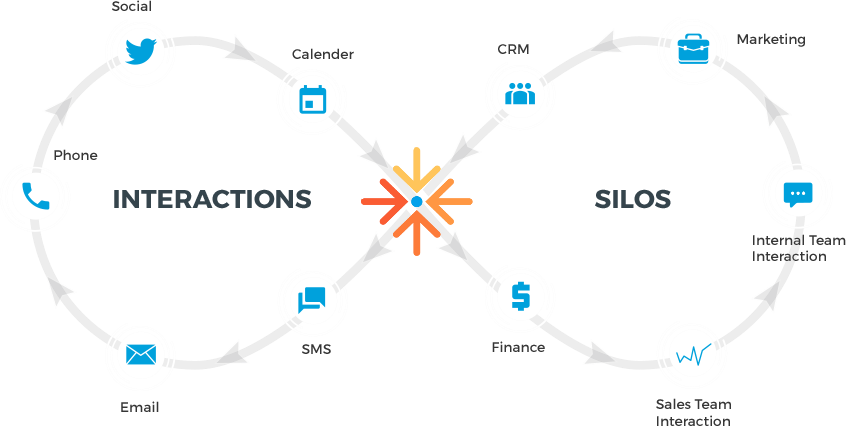 Social
Calender
CRM
Marketing
Phone
INTERACTIONS
SILOS
Internal Team
Interaction
SMS
Finance
Email
Sales Team
Interaction